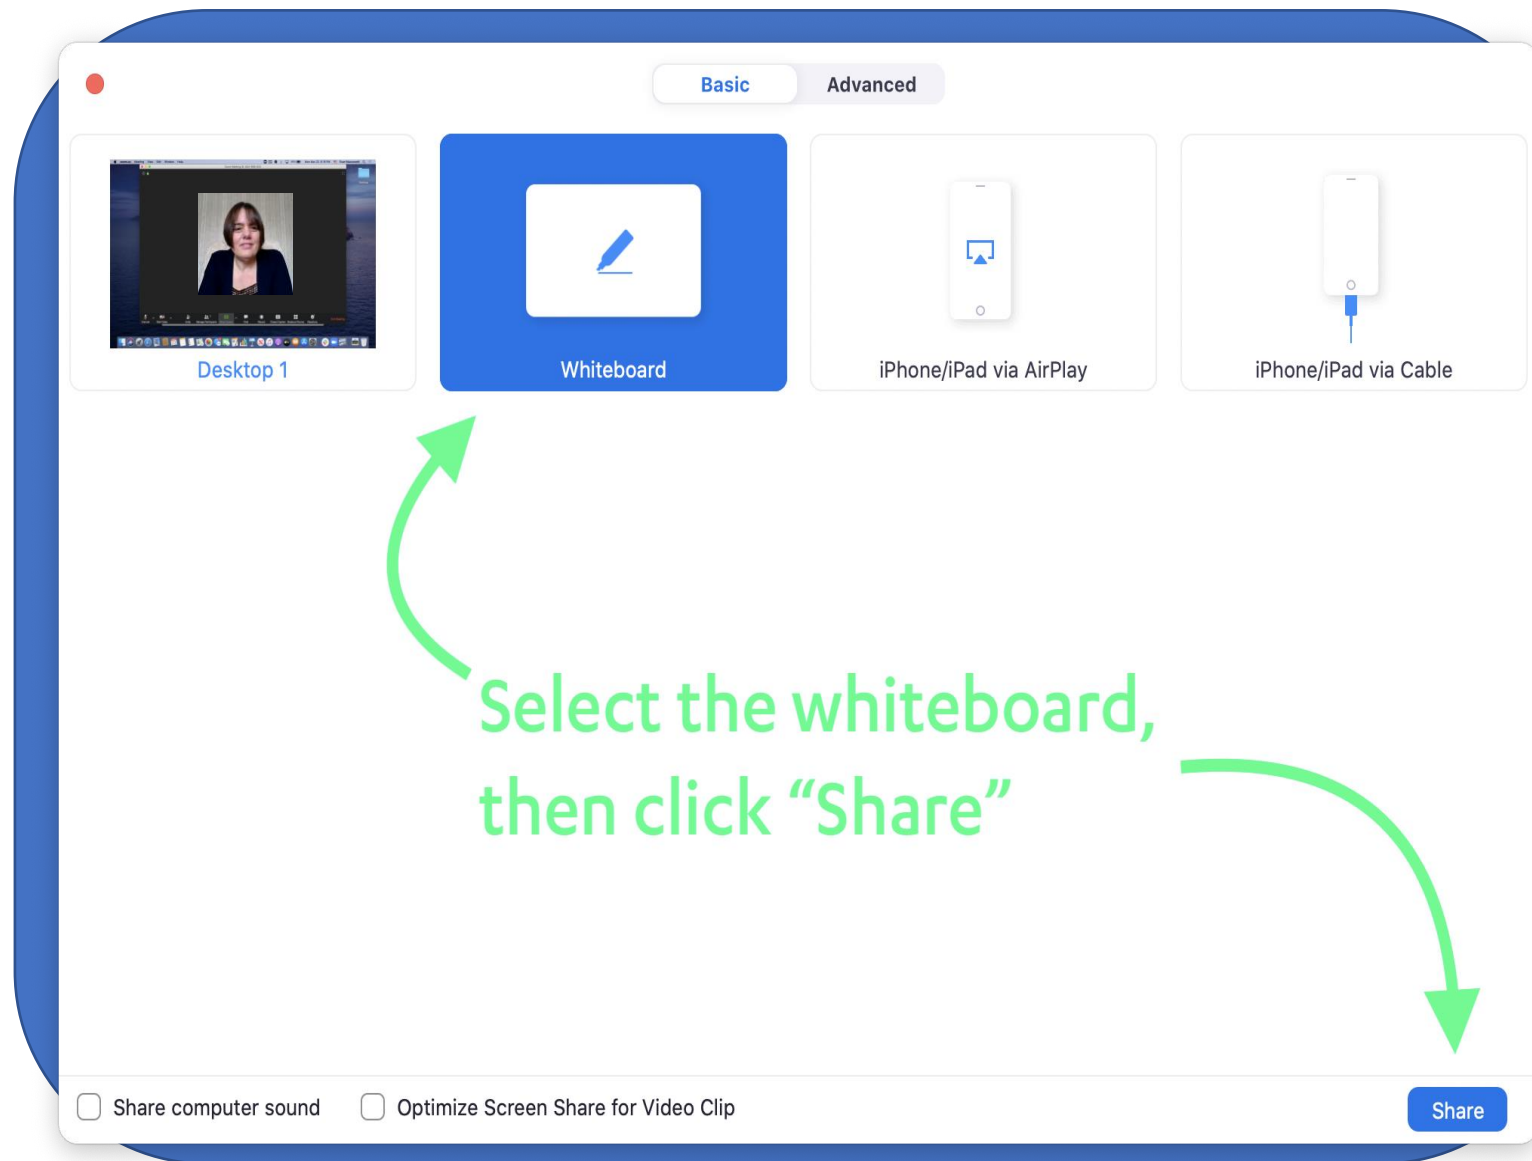 Basic
Advanced
Desktop 1
Whiteboard
iPhone/iPad via AirPlay
iPhone/iPad via Cable
Select the whiteboard,
then click “Share”
Share computer sound
Optimize Screen Share for Video Clip
Share